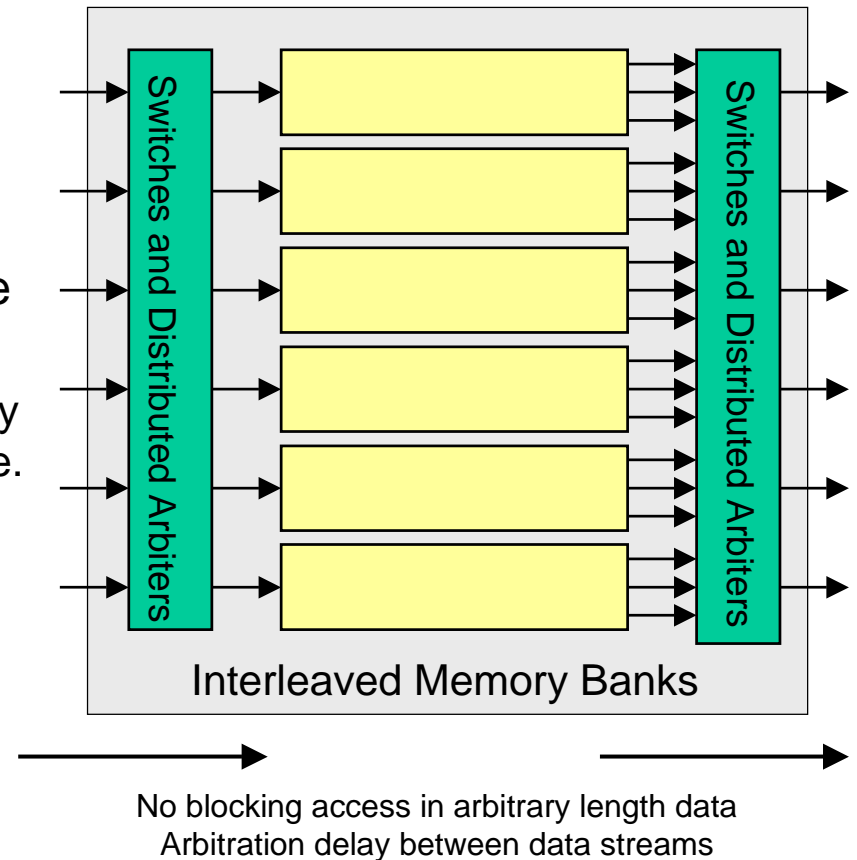 Switches and Distributed Arbiters
Switches and Distributed Arbiters
e
y
e.
Interleaved Memory Banks
No blocking access in arbitrary length data
Arbitration delay between data streams